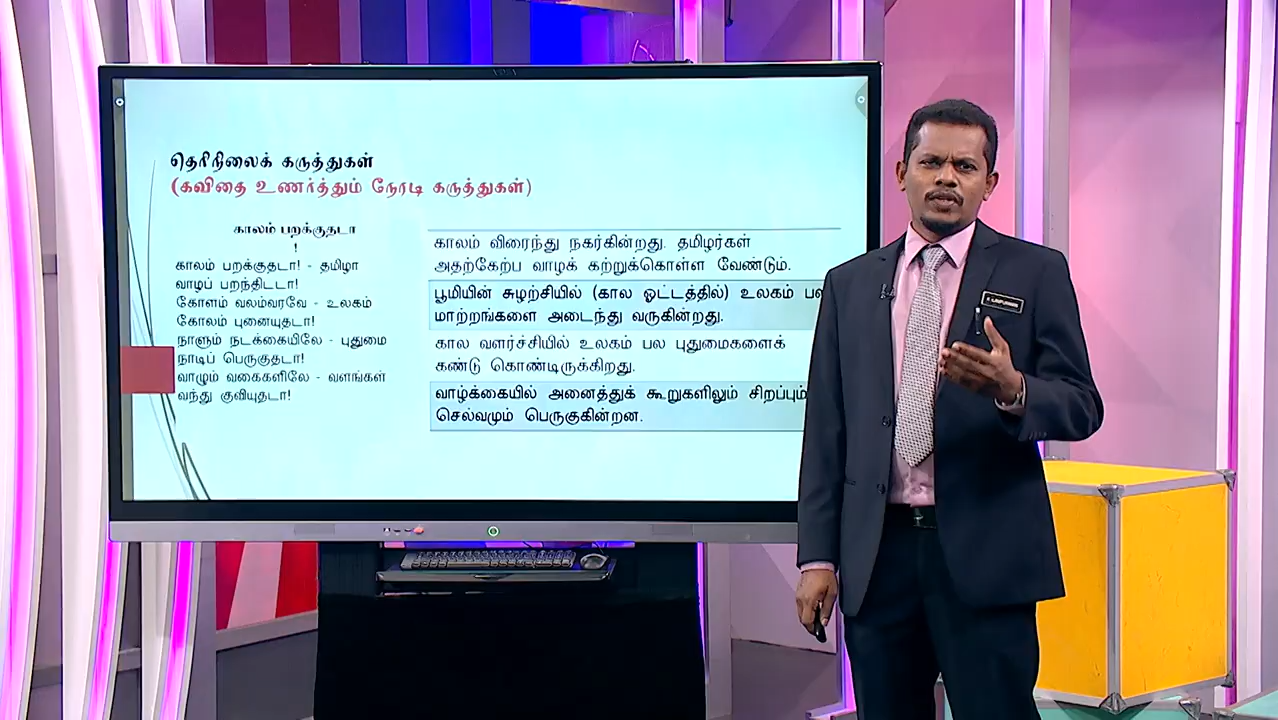 தெரிநிலைக் கருத்துகள்
(கவிதை உணர்த்தும் நேரடி கருத்துகள்)
காலம் பறக்குதடா
!
காலம் பறக்குதடா! - தமிழா
வாழப் பறந்திடடா!
கோளம் வலம்வரவே - உலகம்
கோலம் புனையுதடா!
நாளும் நடக்கையிலே - புதுமை
நாடிப் பெருகுதடா!
வாழும் வகைகளிலே - வளங்கள்
வந்து குவியுதடா!
காலம் விரைந்து நகர்கின்றது. தமிழர்கள்
அதற்கேற்ப வாழக் கற்றுக்கொள்ள வேண்டும்.
பூமியின் சுழற்சியில் (கால ஓட்டத்தில்) உலகம்
மாற்றங்களை அடைந்து வருகின்றது.
கால வளர்ச்சியில் உலகம் பல புதுமைகளைக்
கண்டு கொண்டிருக்கிறது.
வாழ்க்கையில் அனைத்துக் கூறுகளிலும் சிறப்பும்
செல்வமும் பெருகுகின்றன.